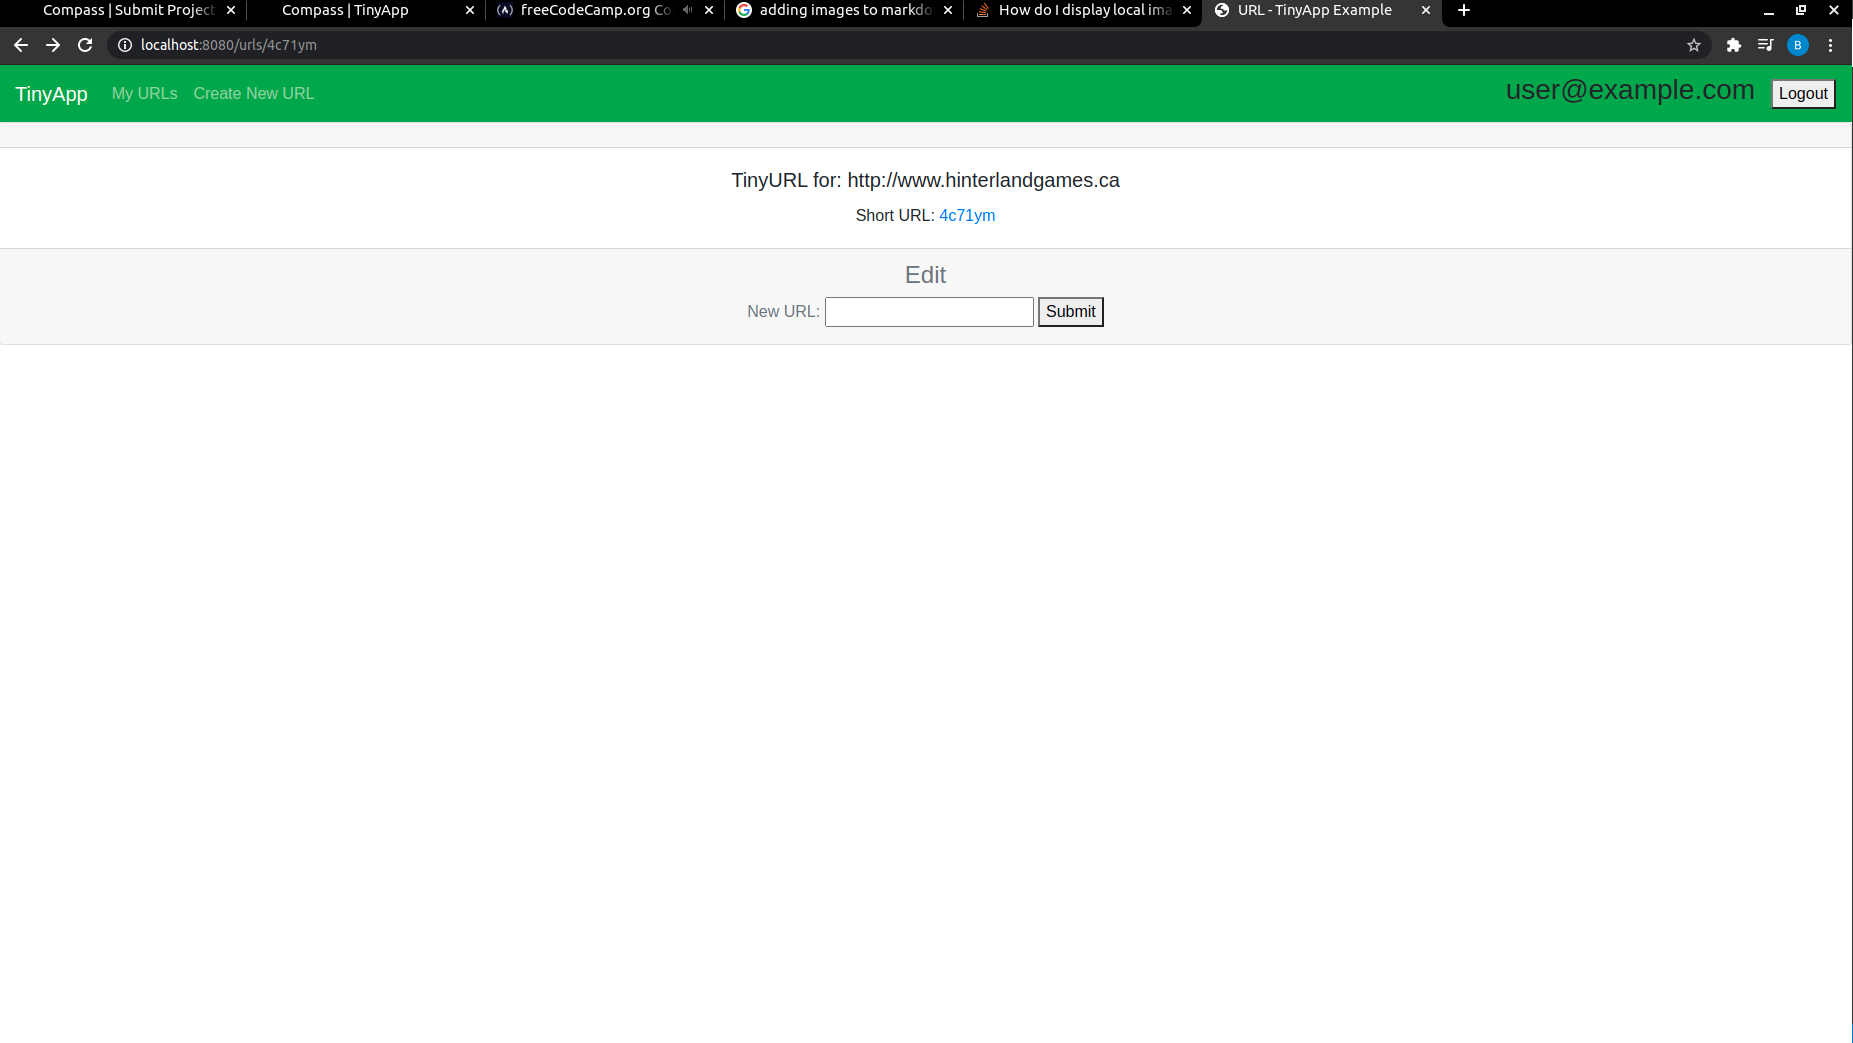 Compass | Submit Project
Compass | TinyApp
freeCodeCamp.org Co
adding images to markdo
How do I display local ima
URL - TinyApp Example
localhost:8080/urls/4c71ym
B
TinyApp
My URLs
Create New URL
user@example.com
Logout
TinyURL for: http://www.hinterlandgames.ca
Short URL: 4c71ym
Edit
New URL:
Submit